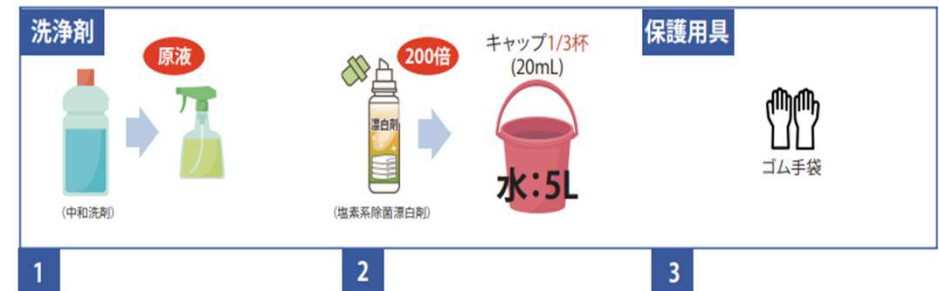 洗浄剤
原液
(中和洗剤)
200倍
漂白剤
(塩素系除菌漂白剤)
キャップ1/3杯
(20mL)
水:5L
保護用具
ゴム手袋
1
2
3